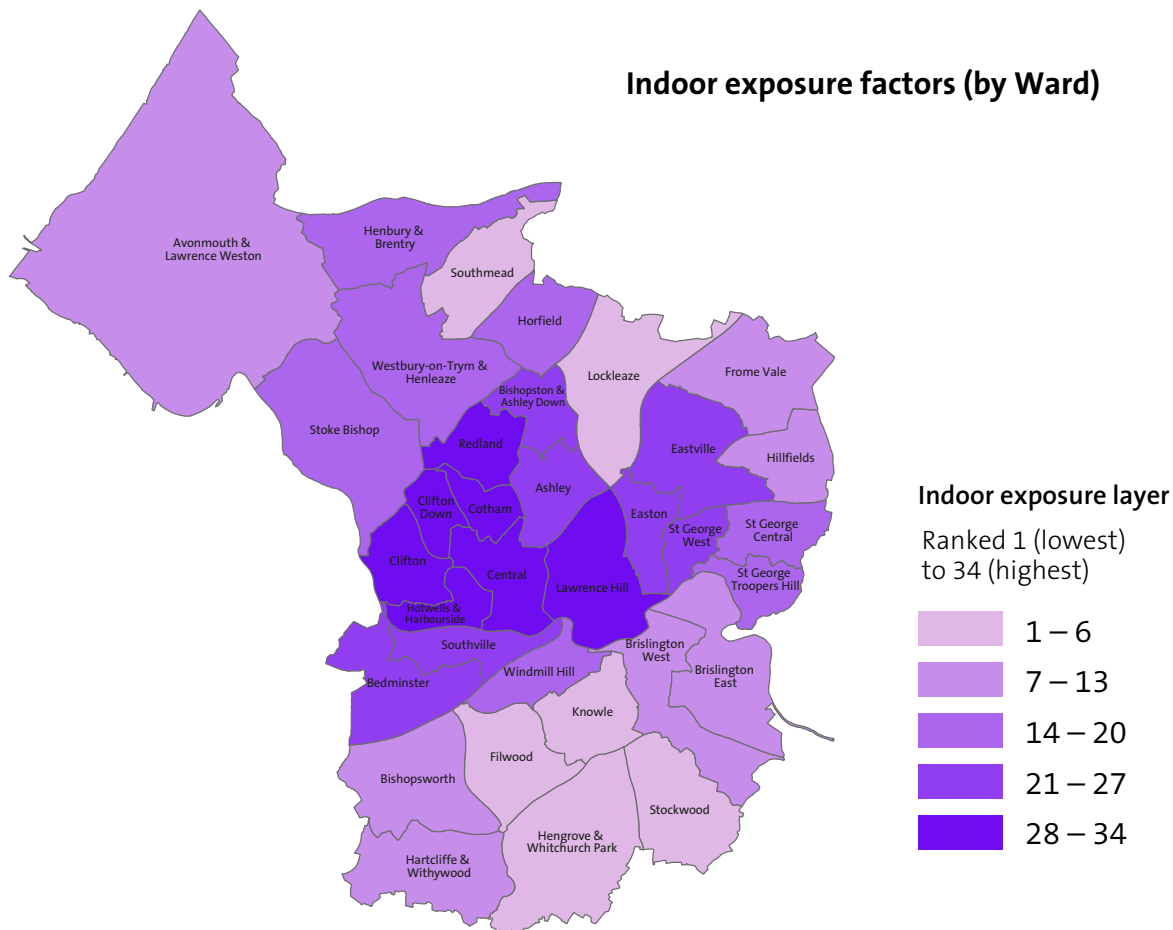 Indoor exposure factors (by Ward)
Avonmouth &
Lawrence Weston
Henbury &
Brentry
Southmead
Horfield
Westbury-on-Trym &
Henleaze
Lockleaze
Frome Vale
Bishopston &
Ashley Down
Stoke Bishop
Redland
Eastville
Hillfields
Clifton
Down
Cotham
Ashley
Easton
St George
West
St George
Central
Clifton
Central
Lawrence Hill
St George
Troopers Hill
Hotwells &
Harbourside
Southville
Brislington
West
Bedminster
Windmill Hill
Brislington
East
Knowle
Filwood
Bishopsworth
Stockwood
Hengrove &
Whitchurch Park
Hartcliffe &
Withywood
Indoor exposure layer
Ranked 1 (lowest)
to 34 (highest)
1 – 6
7 – 13
14 – 20
21 – 27
28 – 34